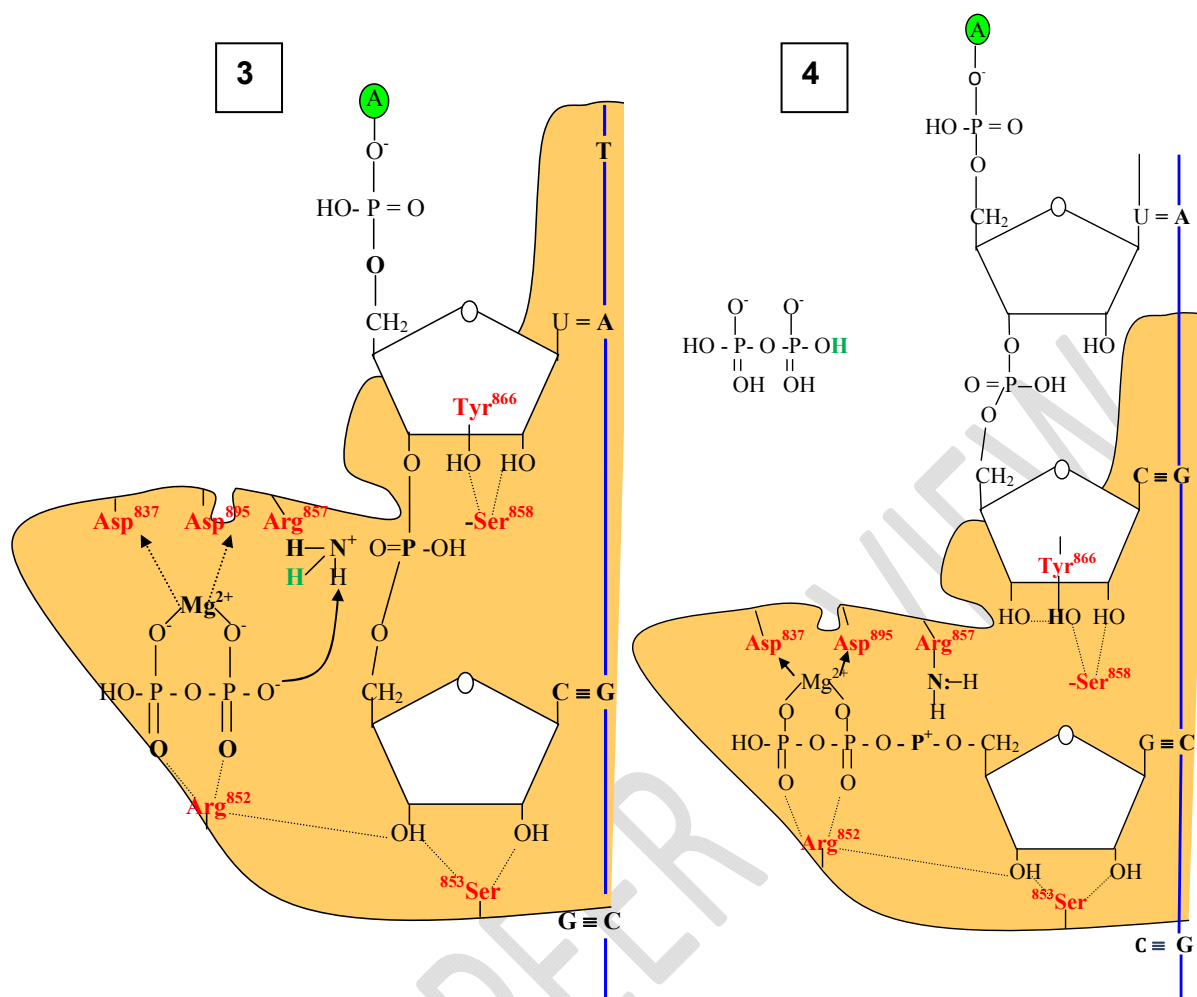 3
A
O-
HO- P = O
O
CH2
O
U = A
T
Tyr866
O
HO
HO
-Ser858
Asp837
Asp895
Arg857
H – N+
H
H
O=P -OH
Mg2+
O-
O-
HO-P - O - P - O-
O
O
O
CH2
O
C ≡ G
Arg852
OH
OH
853Ser
G ≡ C
4
A
O-
HO -P = O
O
CH2
O
U = A
O-
O-
HO - P - O - P - OH
OH
OH
O
HO
O = P – OH
O
CH2
O
C ≡ G
Tyr866
HO
HO
HO
-Ser858
Asp837
Asp895
Arg857
Mg2+
N:–H
H
O
O
HO- P - O - P - O - P+ - O - CH2
O
O
O
G ≡ C
Arg852
OH
OH
853Ser
C ≡ G
PEER
VIEW